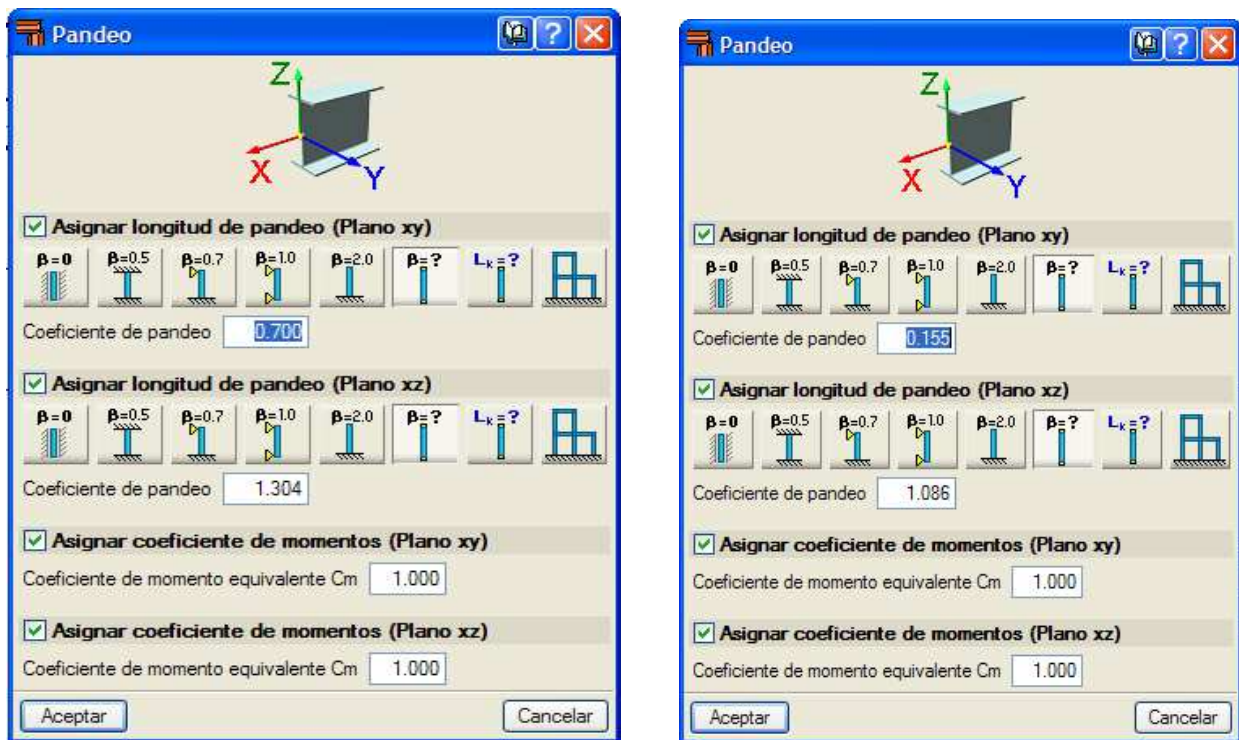 Pandeo
?
Z
X
Y
Asignar longitud de pandeo (Plano xy)
β=0 β=0.5 β=0.7 β=1.0 β=2.0 β=? Lk=?
Coeficiente de pandeo 0.700
Asignar longitud de pandeo (Plano xz)
β=0 β=0.5 β=0.7 β=1.0 β=2.0 β=? Lk=?
Coeficiente de pandeo 1.304
Asignar coeficiente de momentos (Plano xy)
Coeficiente de momento equivalente Cm 1.000
Asignar coeficiente de momentos (Plano xz)
Coeficiente de momento equivalente Cm 1.000
Aceptar Cancelar
Pandeo
?
Z
X
Y
Asignar longitud de pandeo (Plano xy)
β=0 β=0.5 β=0.7 β=1.0 β=2.0 β=? Lk=?
Coeficiente de pandeo 0.155
Asignar longitud de pandeo (Plano xz)
β=0 β=0.5 β=0.7 β=1.0 β=2.0 β=? Lk=?
Coeficiente de pandeo 1.086
Asignar coeficiente de momentos (Plano xy)
Coeficiente de momento equivalente Cm 1.000
Asignar coeficiente de momentos (Plano xz)
Coeficiente de momento equivalente Cm 1.000
Aceptar Cancelar